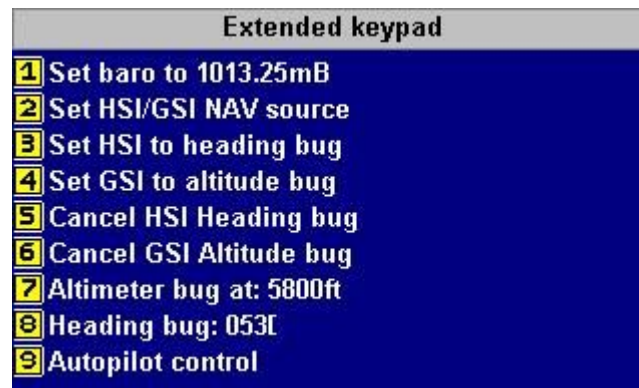 Extended keypad
1 Set baro to 1013.25mB
2 Set HSI/GSI NAV source
3 Set HSI to heading bug
4 Set GSI to altitude bug
5 Cancel HSI Heading bug
6 Cancel GSI Altitude bug
7 Altimeter bug at: 5800ft
8 Heading bug: 053[
9 Autopilot control